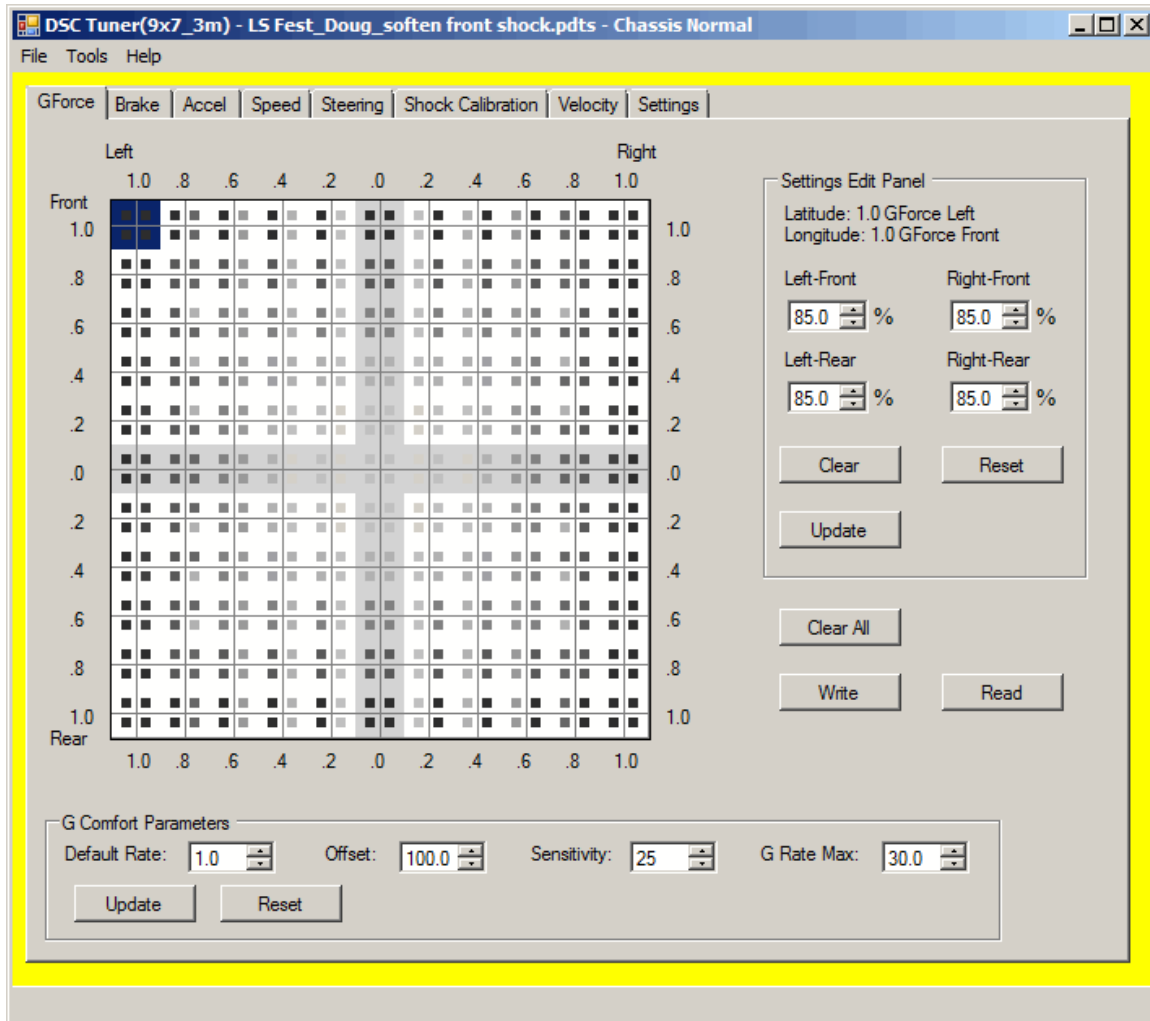 DSC Tuner(9x7_3m) - LS Fest_Doug_soften front shock.pdts - Chassis Normal
File Tools Help
GForce Brake Accel Speed Steering Shock Calibration Velocity Settings
Left Right
1.0 .8 .6 .4 .2 .0 .2 .4 .6 .8 1.0
Front
1.0 1.0
.8 .8
.6 .6
.4 .4
.2 .2
.0 .0
.2 .2
.4 .4
.6 .6
.8 .8
1.0 1.0
Rear
1.0 .8 .6 .4 .2 .0 .2 .4 .6 .8 1.0
Settings Edit Panel
Latitude: 1.0 GForce Left
Longitude: 1.0 GForce Front
Left-Front Right-Front
85.0 % 85.0 %
Left-Rear Right-Rear
85.0 % 85.0 %
Clear Reset
Update
Clear All
Write Read
G Comfort Parameters
Default Rate: 1.0 Offset: 100.0 Sensitivity: 25 G Rate Max: 30.0
Update Reset